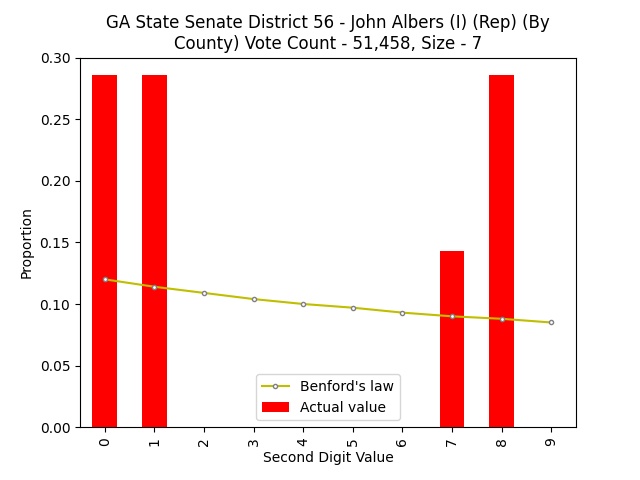 GA State Senate District 56 - John Albers (I) (Rep) (By
County) Vote Count - 51,458, Size - 7
0.30
0.25
0.20
0.15
0.10
0.05
0.00
Proportion
Benford's law
Actual value
0 1 2 3 4 5 6 7 8 9
Second Digit Value